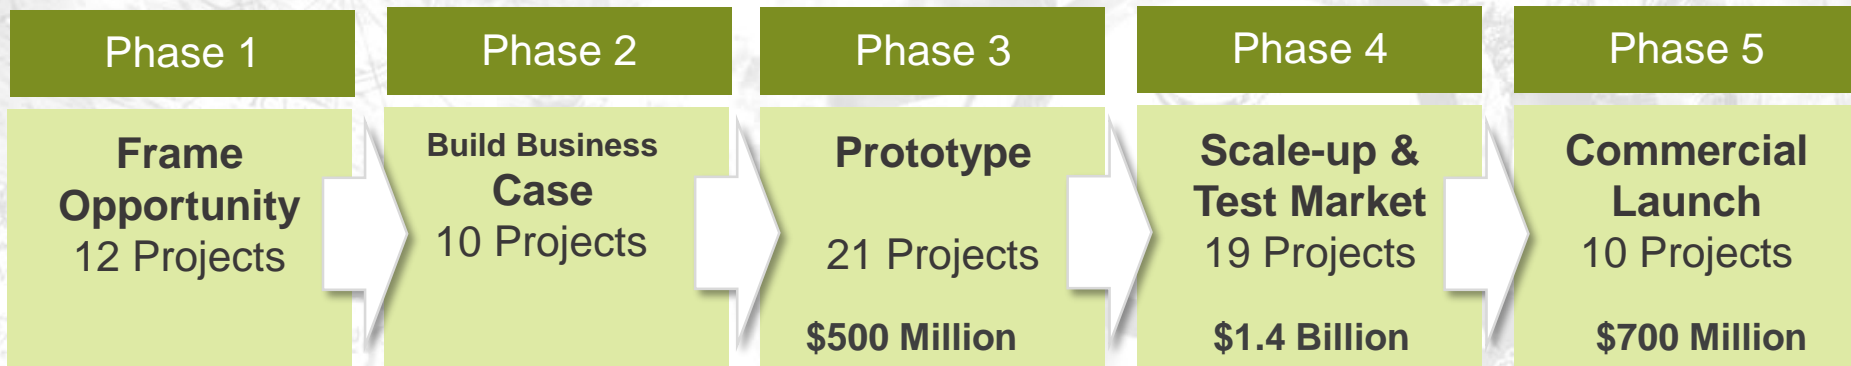 Phase 1
Frame
Opportunity
12 Projects
Phase 2
Build Business
Case
10 Projects
Phase 3
Prototype
21 Projects
$500 Million
Phase 4
Scale-up &
Test Market
19 Projects
$1.4 Billion
Phase 5
Commercial
Launch
10 Projects
$700 Million